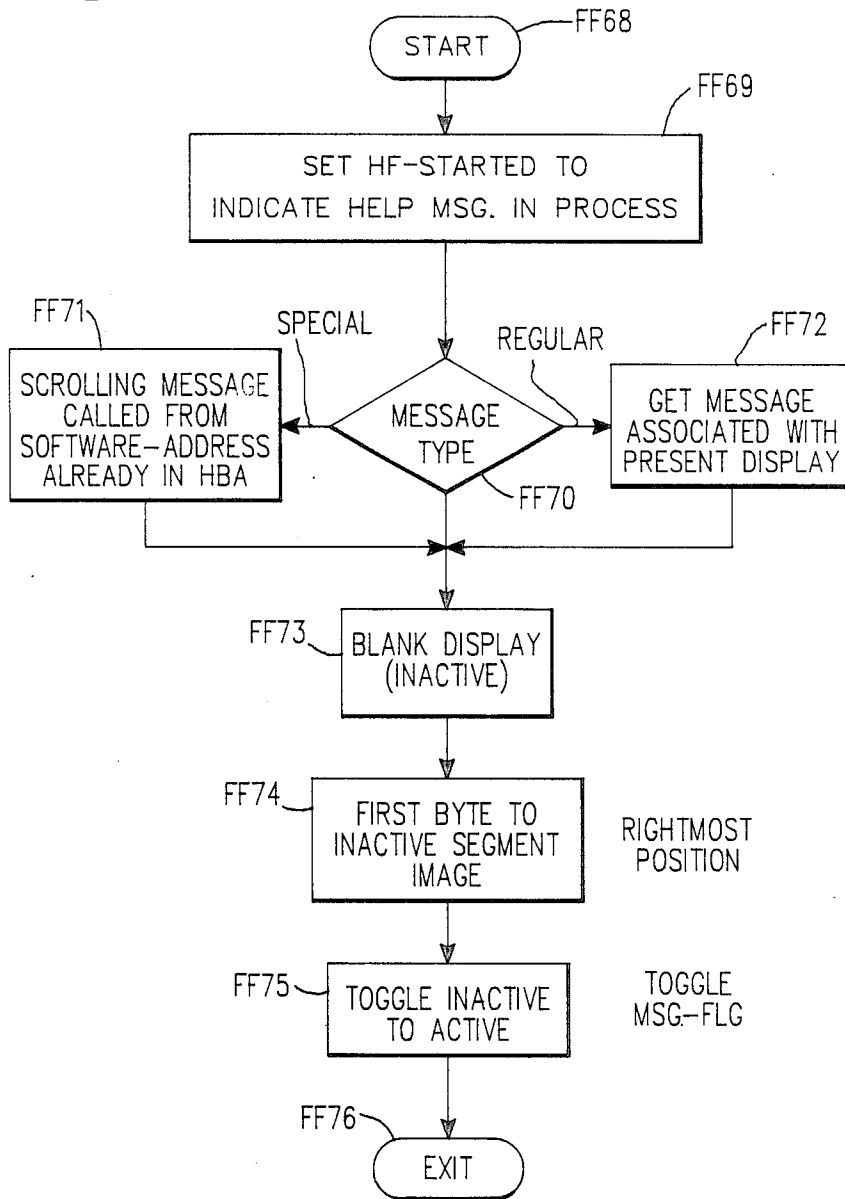 START
FF68
FF69
SET HF-STARTED TO
INDICATE HELP MSG. IN PROCESS
FF71
SPECIAL
REGULAR
FF72
SCROLLING MESSAGE
CALLED FROM
SOFTWARE-ADDRESS
ALREADY IN HBA
MESSAGE
TYPE
GET MESSAGE
ASSOCIATED WITH
PRESENT DISPLAY
FF70
FF73
BLANK DISPLAY
(INACTIVE)
FF74
FIRST BYTE TO
INACTIVE SEGMENT
IMAGE
RIGHTMOST
POSITION
FF75
TOGGLE INACTIVE
TO ACTIVE
TOGGLE
MSG.-FLG
FF76
EXIT